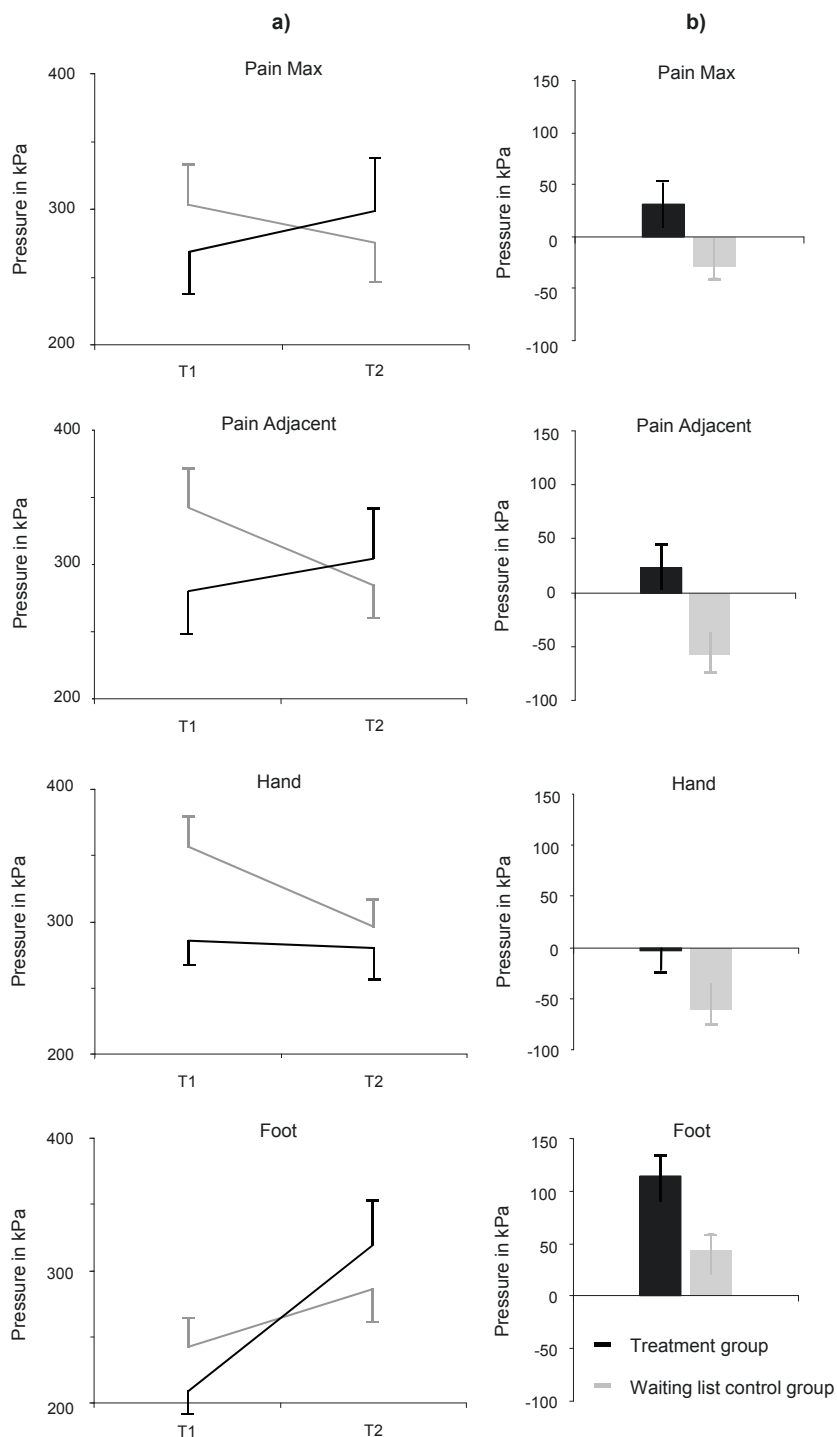 a)
b)
Pain Max
400
300
200
Pressure in kPa
T1
T2
Pain Max
150
100
50
0
-50
-100
Pressure in kPa
Pain Adjacent
400
300
200
Pressure in kPa
T1
T2
Pain Adjacent
150
100
50
0
-50
-100
Pressure in kPa
Hand
400
300
200
Pressure in kPa
T1
T2
Hand
150
100
50
0
-50
-100
Pressure in kPa
Foot
400
300
200
Pressure in kPa
T1
T2
Foot
150
100
50
0
-50
-100
Pressure in kPa
Treatment group
Waiting list control group